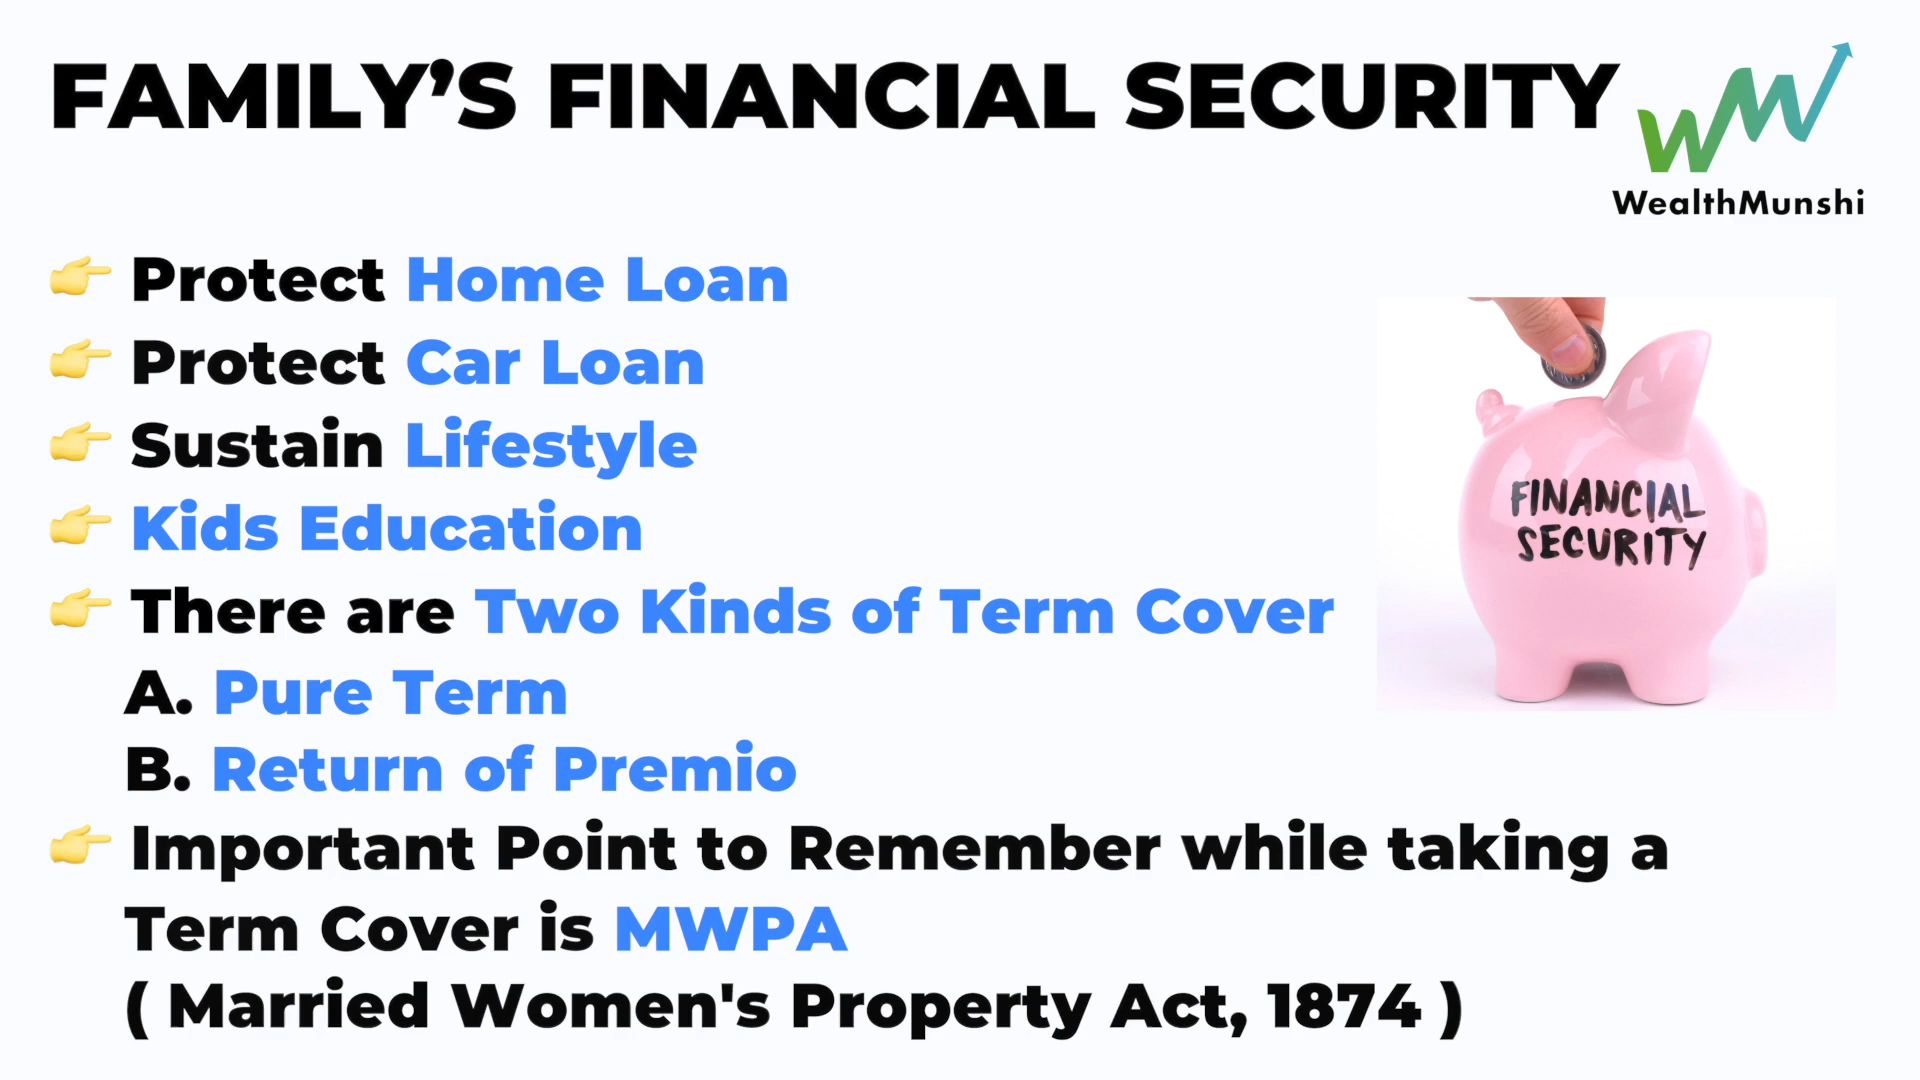 FAMILY’S FINANCIAL SECURITY
WealthMunshi
👉 Protect Home Loan
👉 Protect Car Loan
👉 Sustain Lifestyle
👉 Kids Education
👉 There are Two Kinds of Term Cover
A. Pure Term
B. Return of Premio
👉 Important Point to Remember while taking a
Term Cover is MWPA
( Married Women's Property Act, 1874 )
FINANCIAL
SECURITY